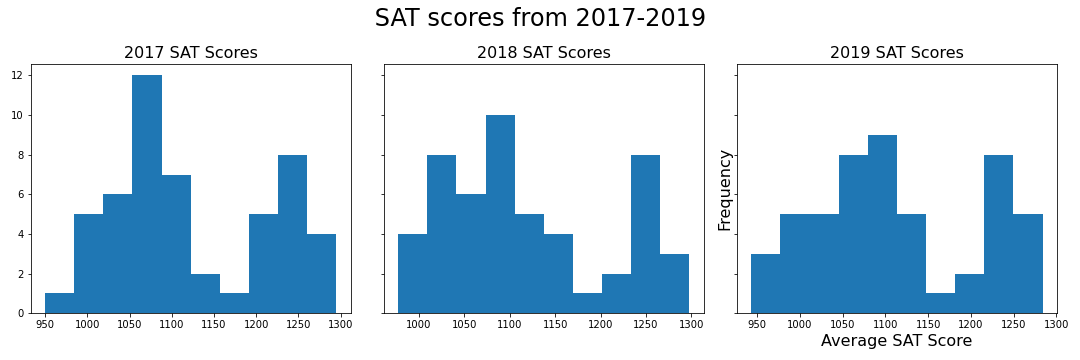 SAT scores from 2017-2019
2017 SAT Scores
12
10
8
6
4
2
0
950 1000 1050 1100 1150 1200 1250 1300
2018 SAT Scores
1000 1050 1100 1150 1200 1250 1300
2019 SAT Scores
Frequency
950 1000 1050 1100 1150 1200 1250 1300
Average SAT Score